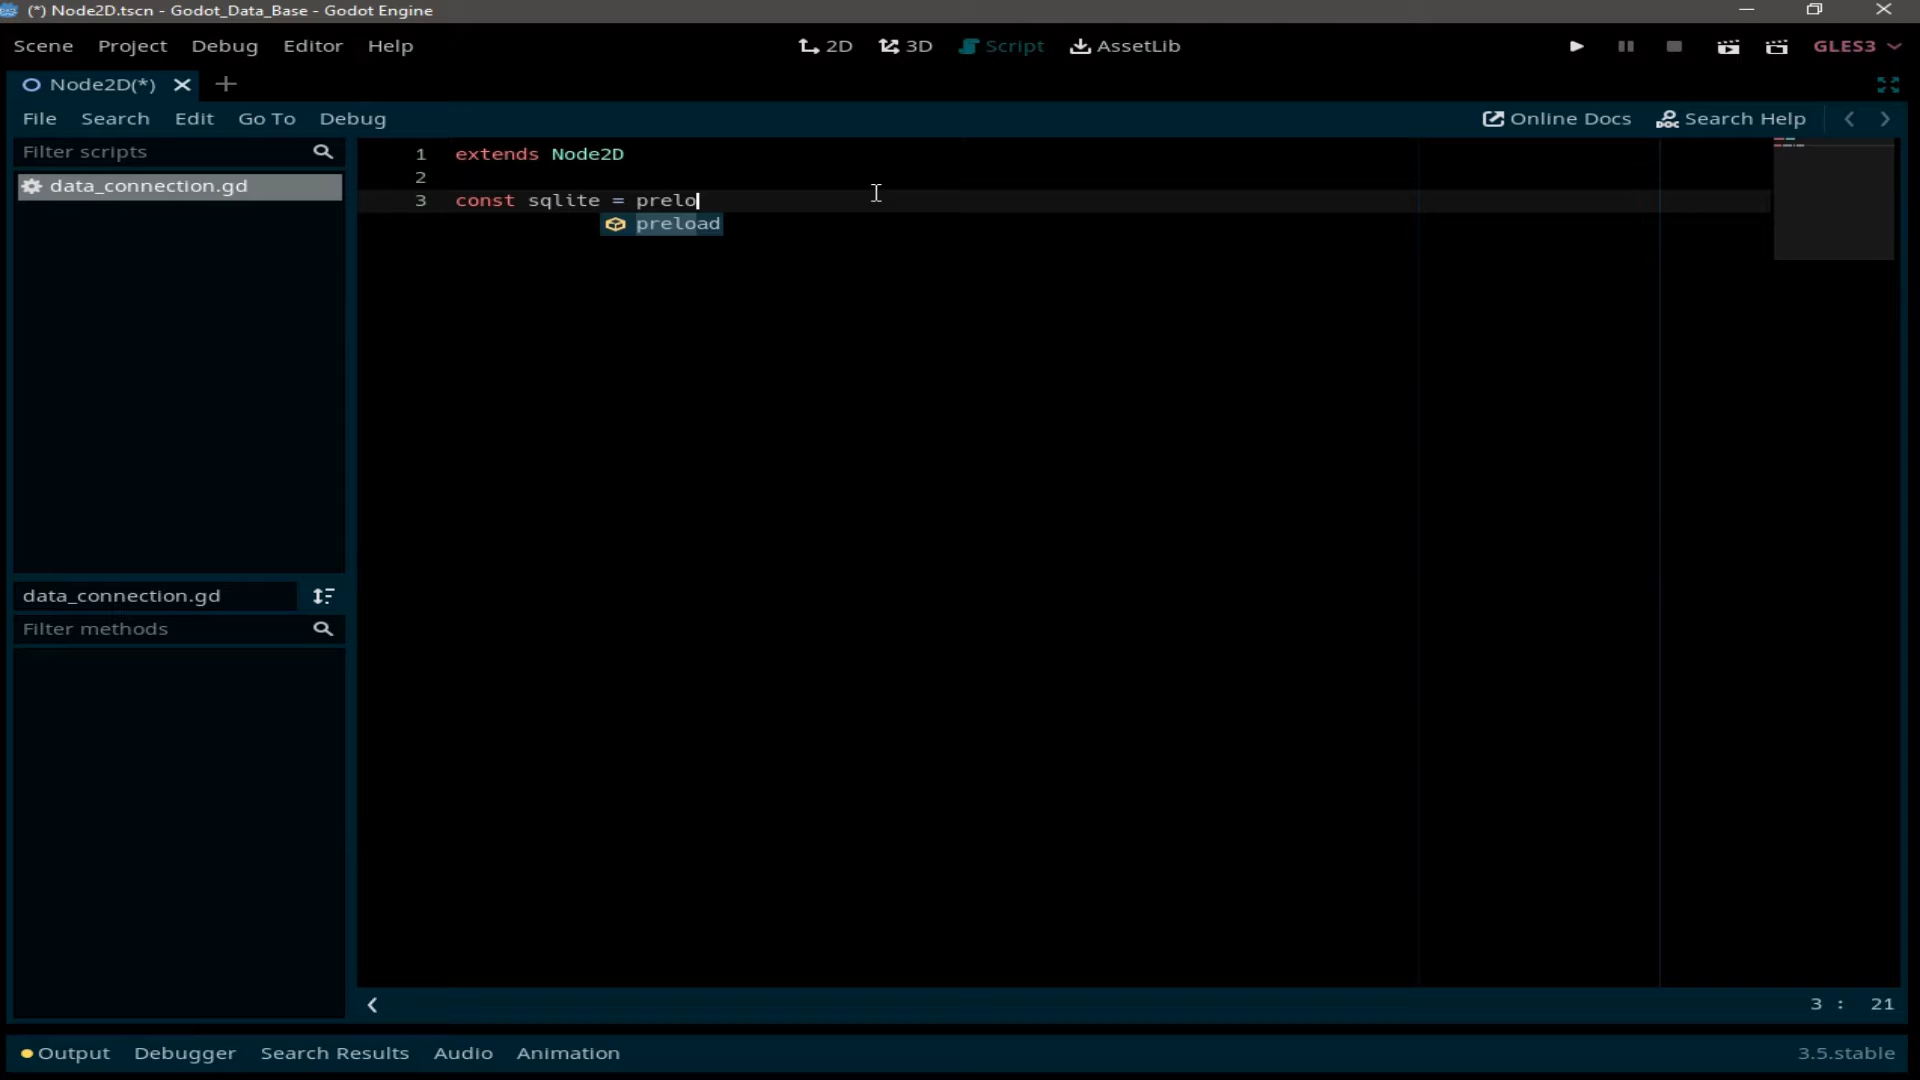 (*) Node2D.tscn - Godot_Data_Base - Godot Engine
Scene Project Debug Editor Help 2D 3D Script AssetLib GLES3
Node2D(*)
File Search Edit Go To Debug Online Docs Search Help
Filter scripts
data_connection.gd
1 extends Node2D
2
3 const sqlite = prelo
preload
data_connection.gd
Filter methods
3 : 21
Output Debugger Search Results Audio Animation 3.5.stable